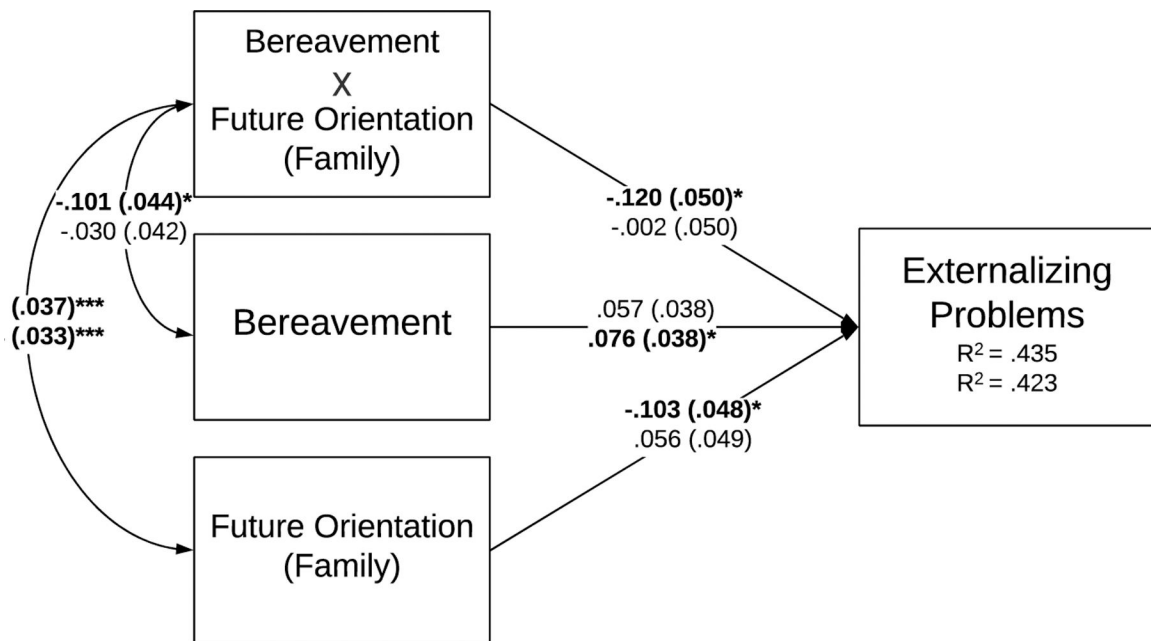 Bereavement
X
Future Orientation
(Family)
-.101 (.044)*
-.030 (.042)
(.037)***
(.033)***
Bereavement
Future Orientation
(Family)
-.120 (.050)*
-.002 (.050)
.057 (.038)
.076 (.038)*
-.103 (.048)*
.056 (.049)
Externalizing
Problems
R² = .435
R² = .423